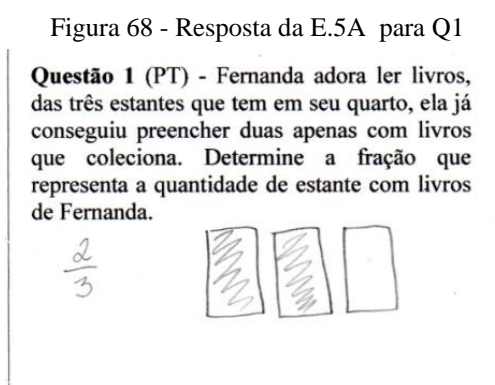 Figura 68 - Resposta da E.5A para Q1
Questão 1 (PT) - Fernanda adora ler livros,
das três estantes que tem em seu quarto, ela já
conseguiu preencher duas apenas com livros
que coleciona. Determine a fração que
representa a quantidade de estante com livros
de Fernanda.
2
3